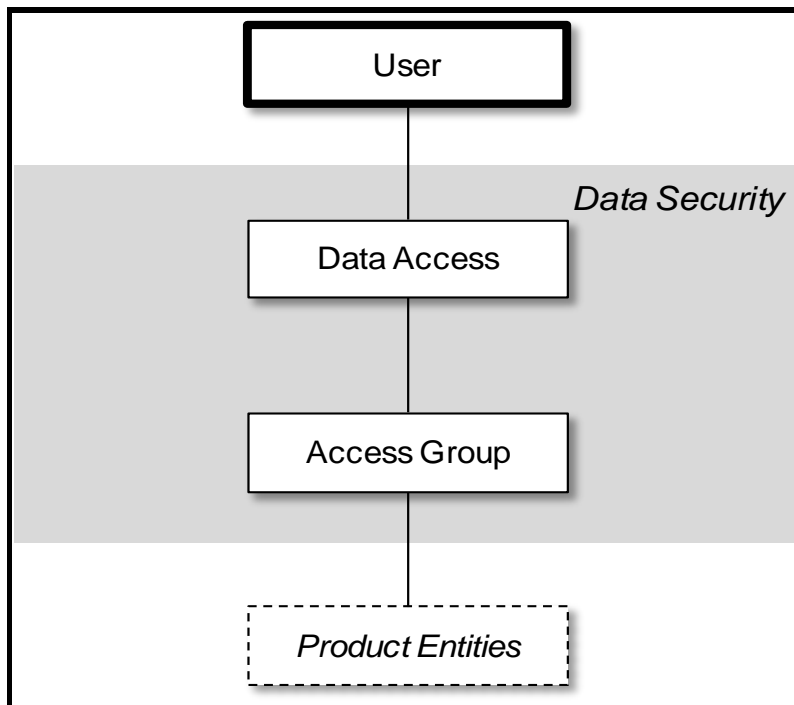 User
Data Security
Data Access
Access Group
Product Entities